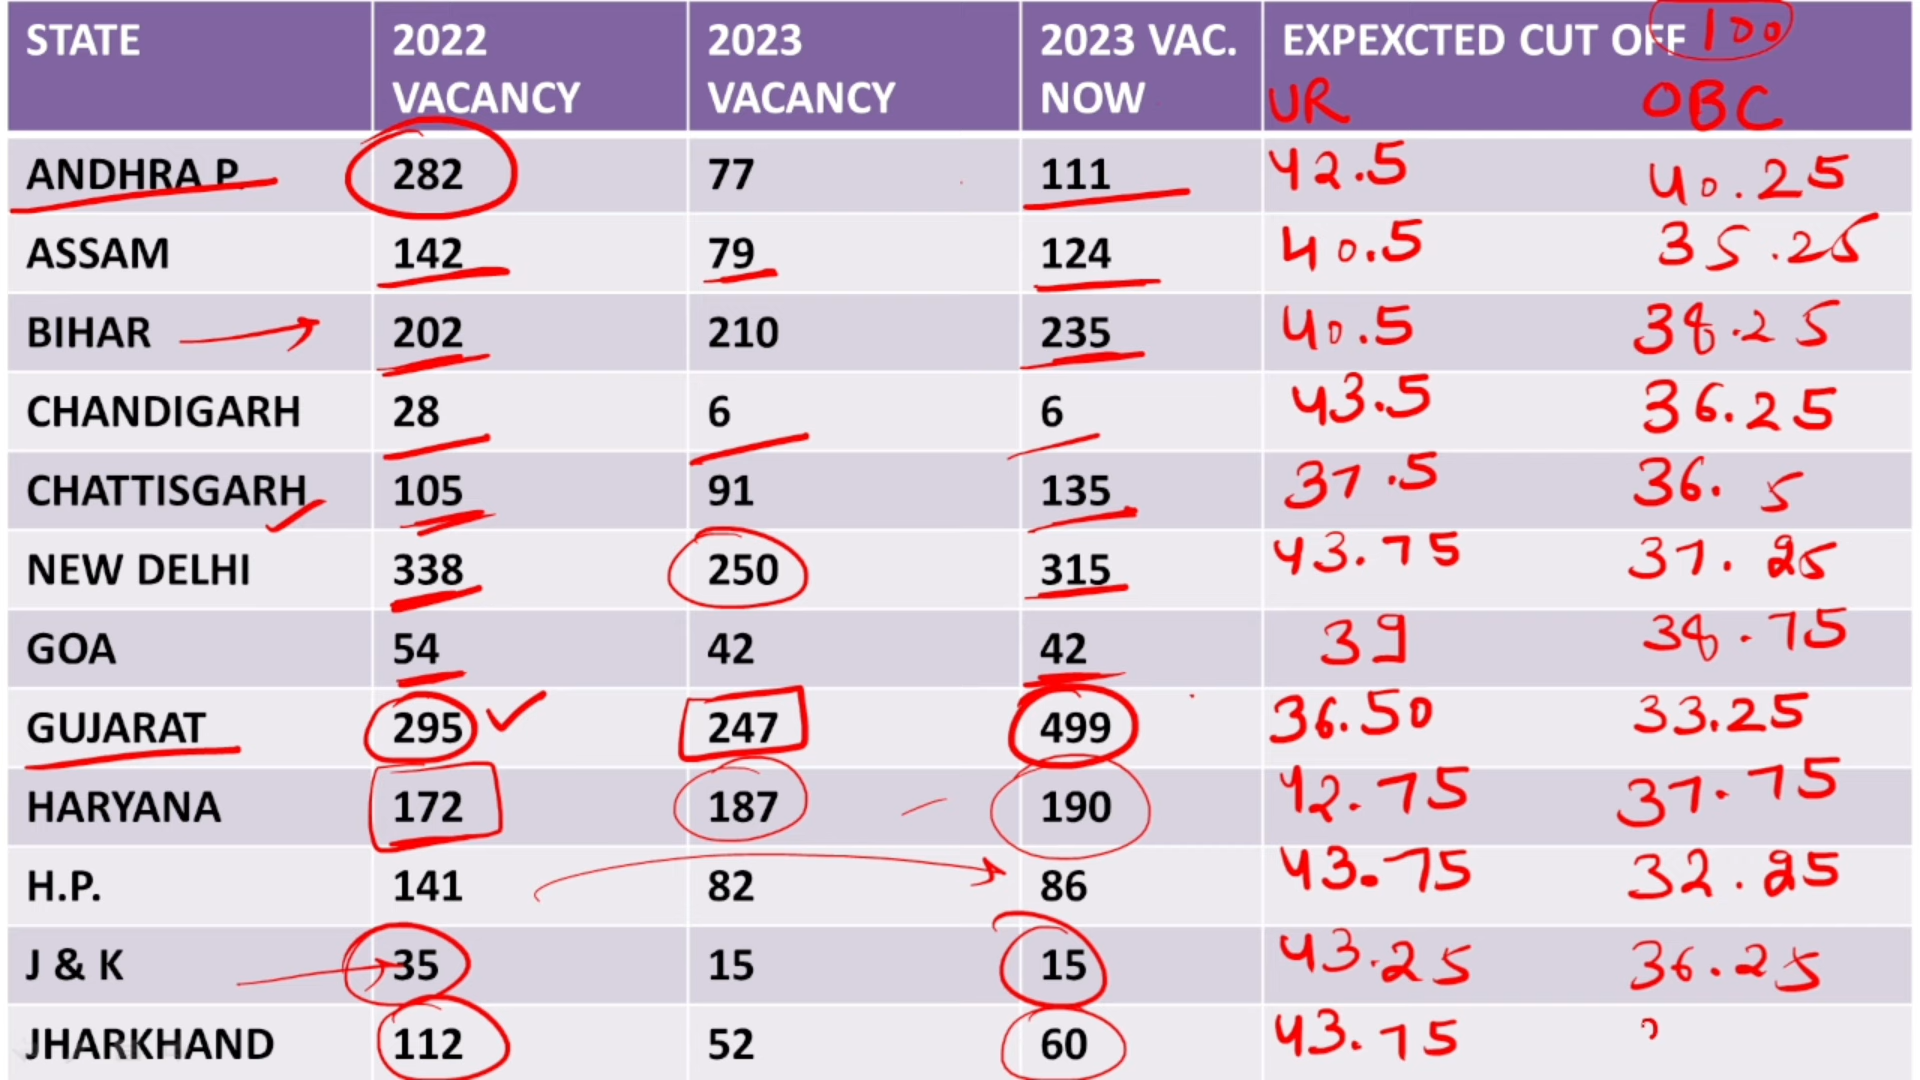 STATE 2022 VACANCY 2023 VACANCY 2023 VAC. NOW EXPEXCTED CUT OFF 100
UR OBC
ANDHRA P. 282 77 111 42.5 40.25
ASSAM 142 79 124 40.5 35.25
BIHAR 202 210 235 40.5 38.25
CHANDIGARH 28 6 6 43.5 36.25
CHATTISGARH 105 91 135 37.5 36.5
NEW DELHI 338 250 315 43.75 37.25
GOA 54 42 42 39 38.75
GUJARAT 295 247 499 36.50 33.25
HARYANA 172 187 190 42.75 37.75
H.P. 141 82 86 43.75 32.25
J & K 35 15 15 43.25 36.25
JHARKHAND 112 52 60 43.75